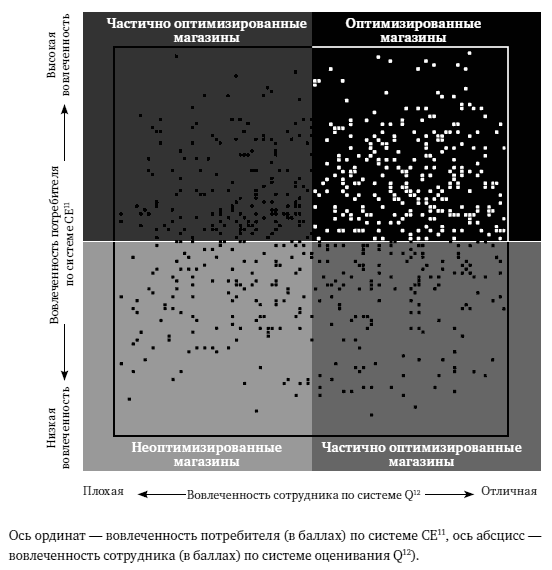 Частично оптимизированные
магазины
Оптимизированные
магазины
Высокая
вовлеченность
Вовлеченность потребителя
по системе CE¹¹
Низкая
вовлеченность
Неоптимизированные
магазины
Частично оптимизированные
магазины
Плохая
Вовлеченность сотрудника по системе Q¹²
Отличная
Ось ординат — вовлеченность потребителя (в баллах) по системе CE¹¹, ось абсцисс —
вовлеченность сотрудника (в баллах) по системе оценивания Q¹²).